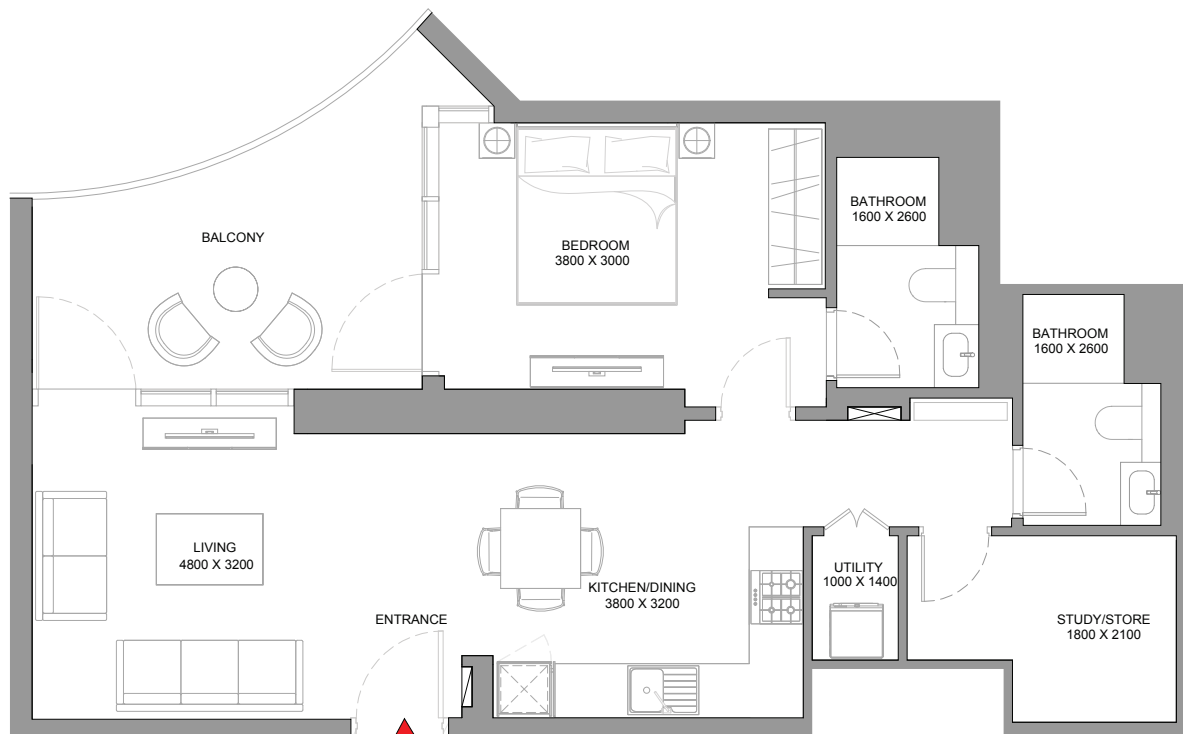 BALCONY
BEDROOM
3800 X 3000
BATHROOM
1600 X 2600
BATHROOM
1600 X 2600
LIVING
4800 X 3200
KITCHEN/DINING
3800 X 3200
UTILITY
1000 X 1400
ENTRANCE
STUDY/STORE
1800 X 2100